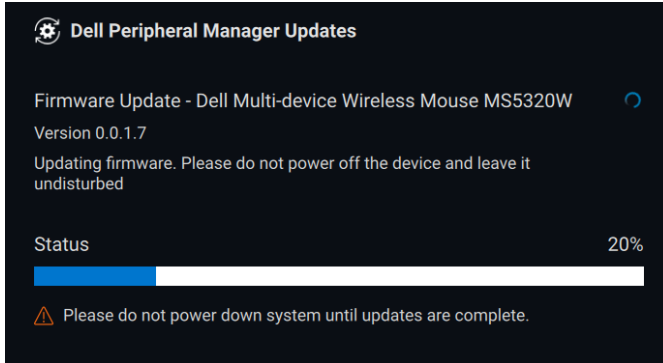 Dell Peripheral Manager Updates
Firmware Update - Dell Multi-device Wireless Mouse MS5320W
Version 0.0.1.7
Updating firmware. Please do not power off the device and leave it
undisturbed
Status 20%
Please do not power down system until updates are complete.